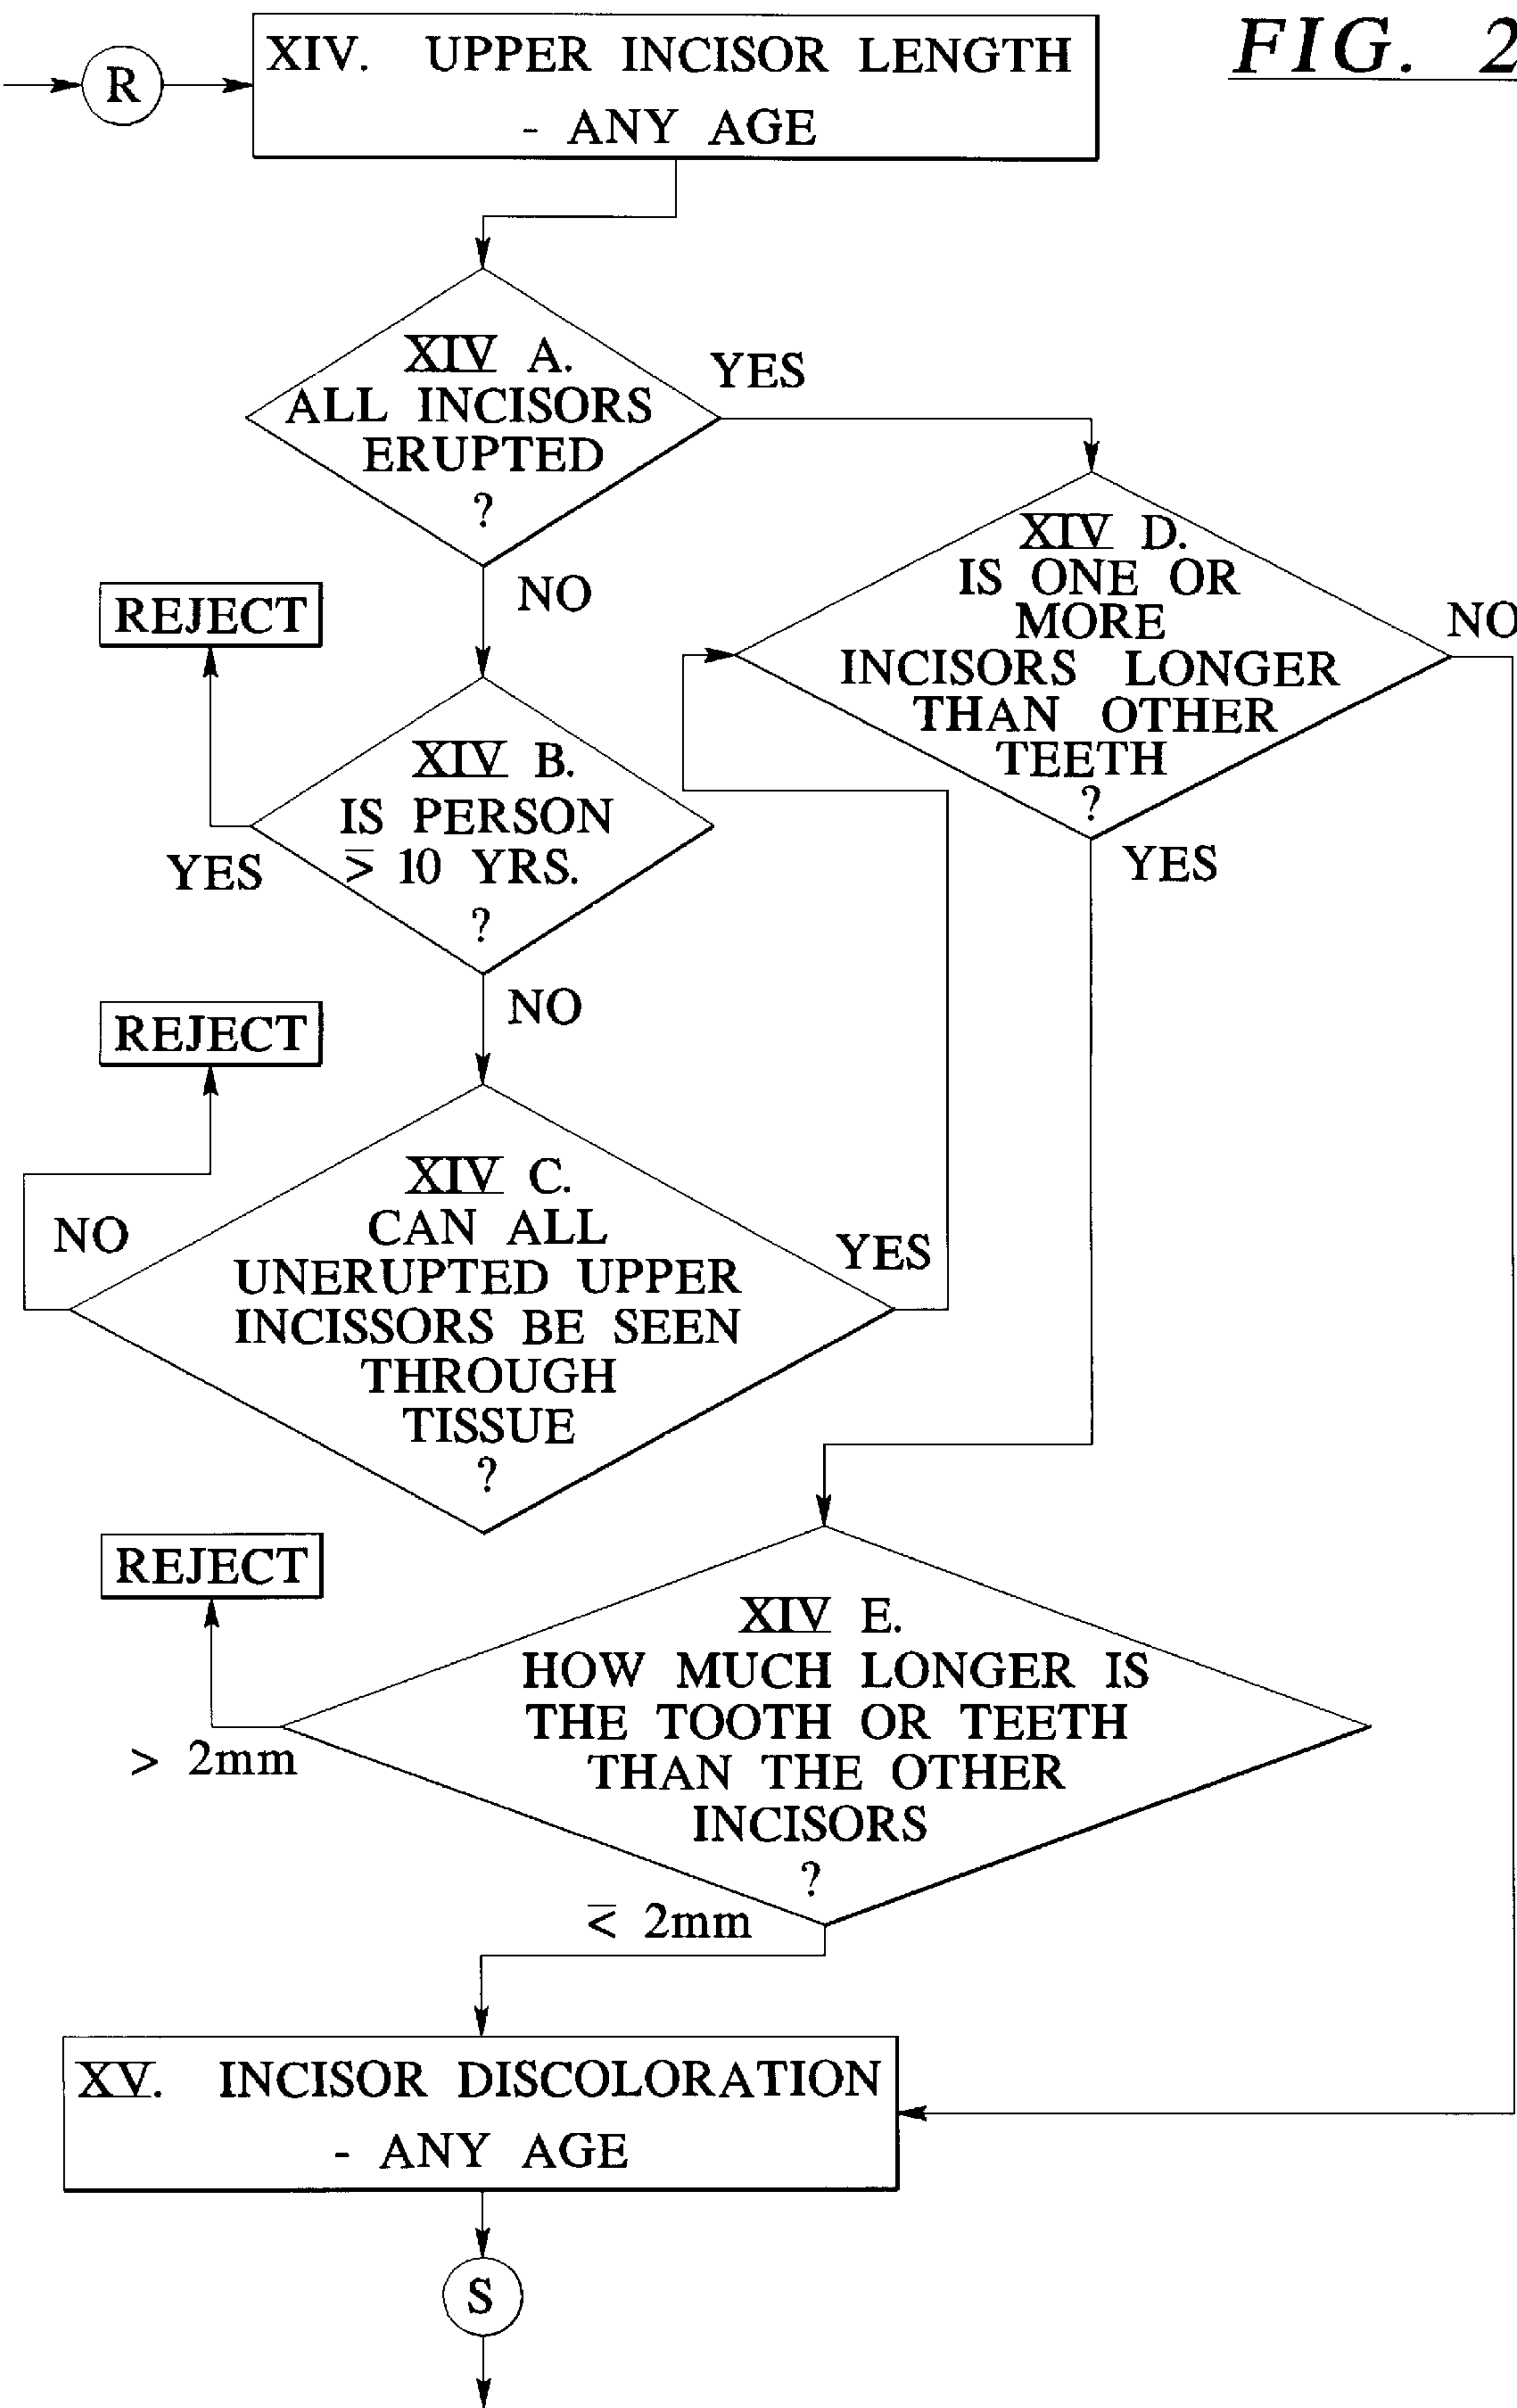 FIG. 2
R
XIV. UPPER INCISOR LENGTH
- ANY AGE
XIV A.
ALL INCISORS
ERUPTED
?
YES
NO
XIV D.
IS ONE OR
MORE
INCISORS LONGER
THAN OTHER
TEETH
?
NO
YES
REJECT
XIV B.
IS PERSON
⋝ 10 YRS.
?
YES
NO
REJECT
XIV C.
CAN ALL
UNERUPTED UPPER
INCISSORS BE SEEN
THROUGH
TISSUE
?
NO
YES
REJECT
XIV E.
HOW MUCH LONGER IS
THE TOOTH OR TEETH
THAN THE OTHER
INCISORS
?
> 2mm
⋜ 2mm
XV. INCISOR DISCOLORATION
- ANY AGE
S